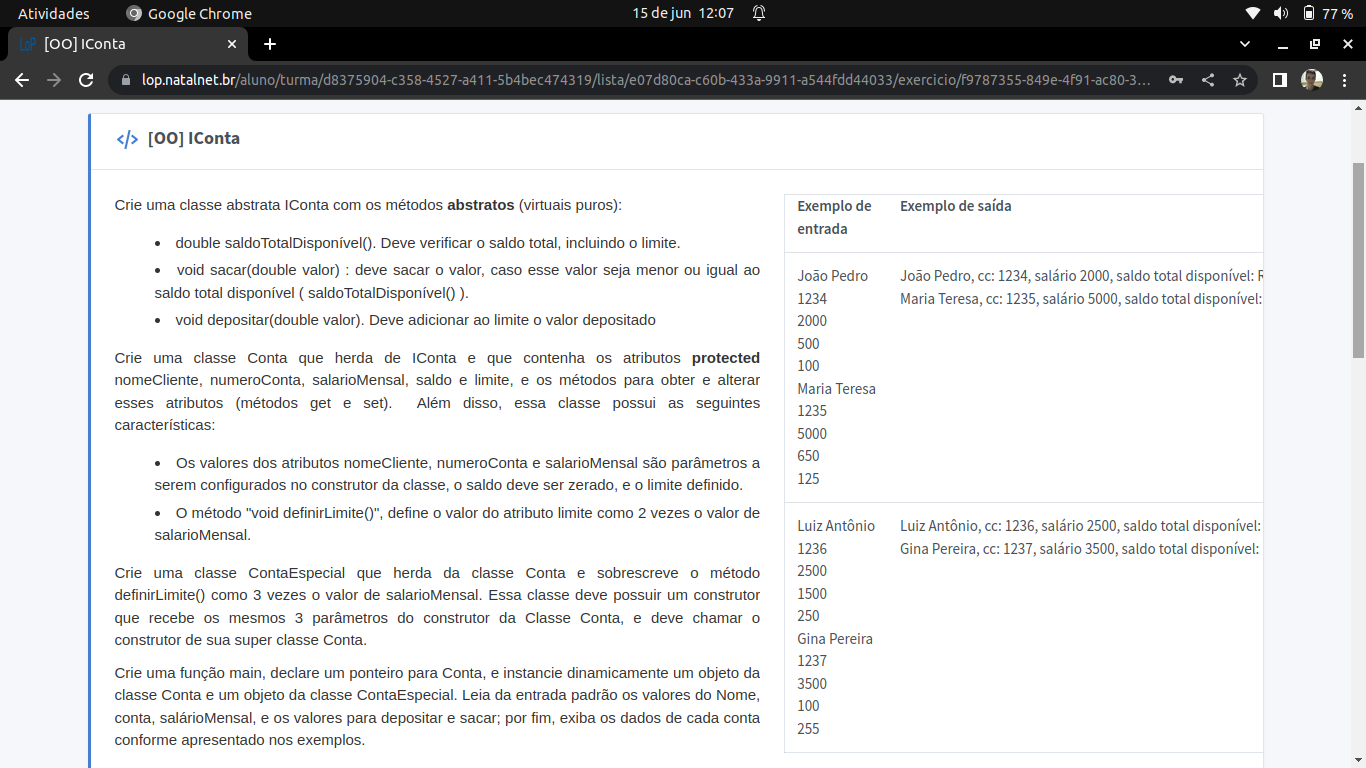 Atividades
Google Chrome
15 de jun 12:07
77 %
[OO] IConta
lop.natalnet.br/aluno/turma/d8375904-c358-4527-a411-5b4bec474319/lista/e07d80ca-c60b-433a-9911-a544fdd44033/exercicio/f9787355-849e-4f91-ac80-3...
</> [OO] IConta
Crie uma classe abstrata IConta com os métodos abstratos (virtuais puros):
• double saldoTotalDisponível(). Deve verificar o saldo total, incluindo o limite.
• void sacar(double valor) : deve sacar o valor, caso esse valor seja menor ou igual ao
saldo total disponível ( saldoTotalDisponível() ).
• void depositar(double valor). Deve adicionar ao limite o valor depositado
Crie uma classe Conta que herda de IConta e que contenha os atributos protected
nomeCliente, numeroConta, salarioMensal, saldo e limite, e os métodos para obter e alterar
esses atributos (métodos get e set). Além disso, essa classe possui as seguintes
características:
• Os valores dos atributos nomeCliente, numeroConta e salarioMensal são parâmetros a
serem configurados no construtor da classe, o saldo deve ser zerado, e o limite definido.
• O método "void definirLimite()", define o valor do atributo limite como 2 vezes o valor de
salarioMensal.
Crie uma classe ContaEspecial que herda da classe Conta e sobrescreve o método
definirLimite() como 3 vezes o valor de salarioMensal. Essa classe deve possuir um construtor
que recebe os mesmos 3 parâmetros do construtor da Classe Conta, e deve chamar o
construtor de sua super classe Conta.
Crie uma função main, declare um ponteiro para Conta, e instancie dinamicamente um objeto da
classe Conta e um objeto da classe ContaEspecial. Leia da entrada padrão os valores do Nome,
conta, salárioMensal, e os valores para depositar e sacar; por fim, exiba os dados de cada conta
conforme apresentado nos exemplos.
Exemplo de
entrada
Exemplo de saída
João Pedro
1234
2000
500
100
Maria Teresa
1235
5000
650
125
João Pedro, cc: 1234, salário 2000, saldo total disponível: R
Maria Teresa, cc: 1235, salário 5000, saldo total disponível:
Luiz Antônio
1236
2500
1500
250
Gina Pereira
1237
3500
100
255
Luiz Antônio, cc: 1236, salário 2500, saldo total disponível:
Gina Pereira, cc: 1237, salário 3500, saldo total disponível: